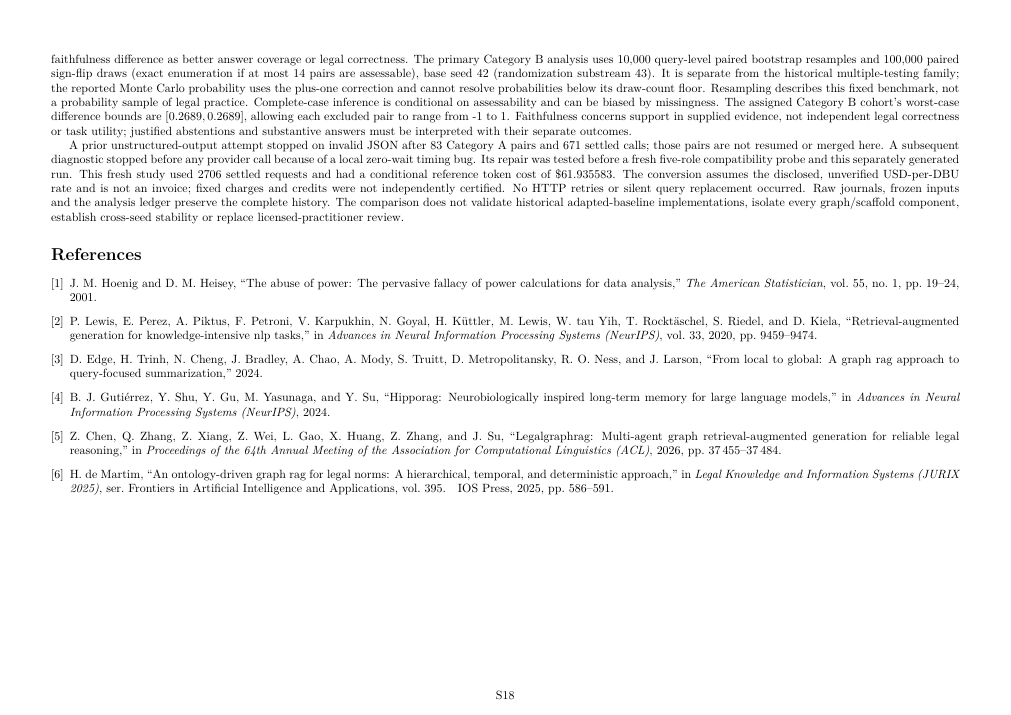 faithfulness difference as better answer coverage or legal correctness. The primary Category B analysis uses 10,000 query-level paired bootstrap resamples and 100,000 paired
sign-flip draws (exact enumeration if at most 14 pairs are assessable), base seed 42 (randomization substream 43). It is separate from the historical multiple-testing family;
the reported Monte Carlo probability uses the plus-one correction and cannot resolve probabilities below its draw-count floor. Resampling describes this fixed benchmark, not
a probability sample of legal practice. Complete-case inference is conditional on assessability and can be biased by missingness. The assigned Category B cohort's worst-case
difference bounds are [0.2689, 0.2689], allowing each excluded pair to range from -1 to 1. Faithfulness concerns support in supplied evidence, not independent legal correctness
or task utility; justified abstentions and substantive answers must be interpreted with their separate outcomes.
A prior unstructured-output attempt stopped on invalid JSON after 83 Category A pairs and 671 settled calls; those pairs are not resumed or merged here. A subsequent
diagnostic stopped before any provider call because of a local zero-wait timing bug. Its repair was tested before a fresh five-role compatibility probe and this separately generated
run. This fresh study used 2706 settled requests and had a conditional reference token cost of $61.935583. The conversion assumes the disclosed, unverified USD-per-DBU
rate and is not an invoice; fixed charges and credits were not independently certified. No HTTP retries or silent query replacement occurred. Raw journals, frozen inputs
and the analysis ledger preserve the complete history. The comparison does not validate historical adapted-baseline implementations, isolate every graph/scaffold component,
establish cross-seed stability or replace licensed-practitioner review.
References
[1] J. M. Hoenig and D. M. Heisey, “The abuse of power: The pervasive fallacy of power calculations for data analysis,” The American Statistician, vol. 55, no. 1, pp. 19–24,
2001.
[2] P. Lewis, E. Perez, A. Piktus, F. Petroni, V. Karpukhin, N. Goyal, H. Küttler, M. Lewis, W. tau Yih, T. Rocktäschel, S. Riedel, and D. Kiela, “Retrieval-augmented
generation for knowledge-intensive nlp tasks,” in Advances in Neural Information Processing Systems (NeurIPS), vol. 33, 2020, pp. 9459–9474.
[3] D. Edge, H. Trinh, N. Cheng, J. Bradley, A. Chao, A. Mody, S. Truitt, D. Metropolitansky, R. O. Ness, and J. Larson, “From local to global: A graph rag approach to
query-focused summarization,” 2024.
[4] B. J. Gutiérrez, Y. Shu, Y. Gu, M. Yasunaga, and Y. Su, “Hipporag: Neurobiologically inspired long-term memory for large language models,” in Advances in Neural
Information Processing Systems (NeurIPS), 2024.
[5] Z. Chen, Q. Zhang, Z. Xiang, Z. Wei, L. Gao, X. Huang, Z. Zhang, and J. Su, “Legalgraphrag: Multi-agent graph retrieval-augmented generation for reliable legal
reasoning,” in Proceedings of the 64th Annual Meeting of the Association for Computational Linguistics (ACL), 2026, pp. 37 455–37 484.
[6] H. de Martim, “An ontology-driven graph rag for legal norms: A hierarchical, temporal, and deterministic approach,” in Legal Knowledge and Information Systems (JURIX
2025), ser. Frontiers in Artificial Intelligence and Applications, vol. 395. IOS Press, 2025, pp. 586–591.
S18